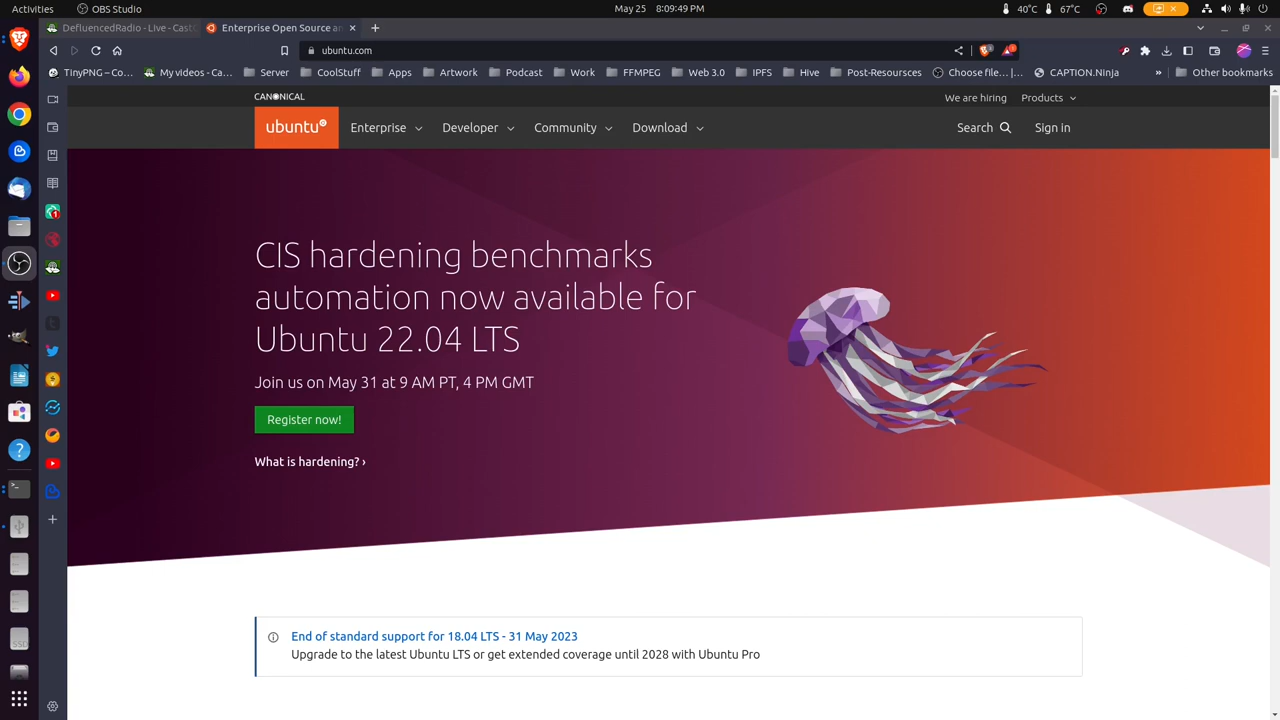 Activities
OBS Studio
May 25 8:09:49 PM
40°C
67°C
DefluencedRadio - Live - Cast
Enterprise Open Source an
ubuntu.com
TinyPNG – Co…
My videos - Ca…
Server
CoolStuff
Apps
Artwork
Podcast
Work
FFMPEG
Web 3.0
IPFS
Hive
Post-Resoursces
Choose file…|…
CAPTION.Ninja
»
Other bookmarks
CANONICAL
We are hiring
Products
ubuntu
Enterprise
Developer
Community
Download
Search
Sign in
CIS hardening benchmarks
automation now available for
Ubuntu 22.04 LTS
Join us on May 31 at 9 AM PT, 4 PM GMT
Register now!
What is hardening? ›
End of standard support for 18.04 LTS - 31 May 2023
Upgrade to the latest Ubuntu LTS or get extended coverage until 2028 with Ubuntu Pro
SSD